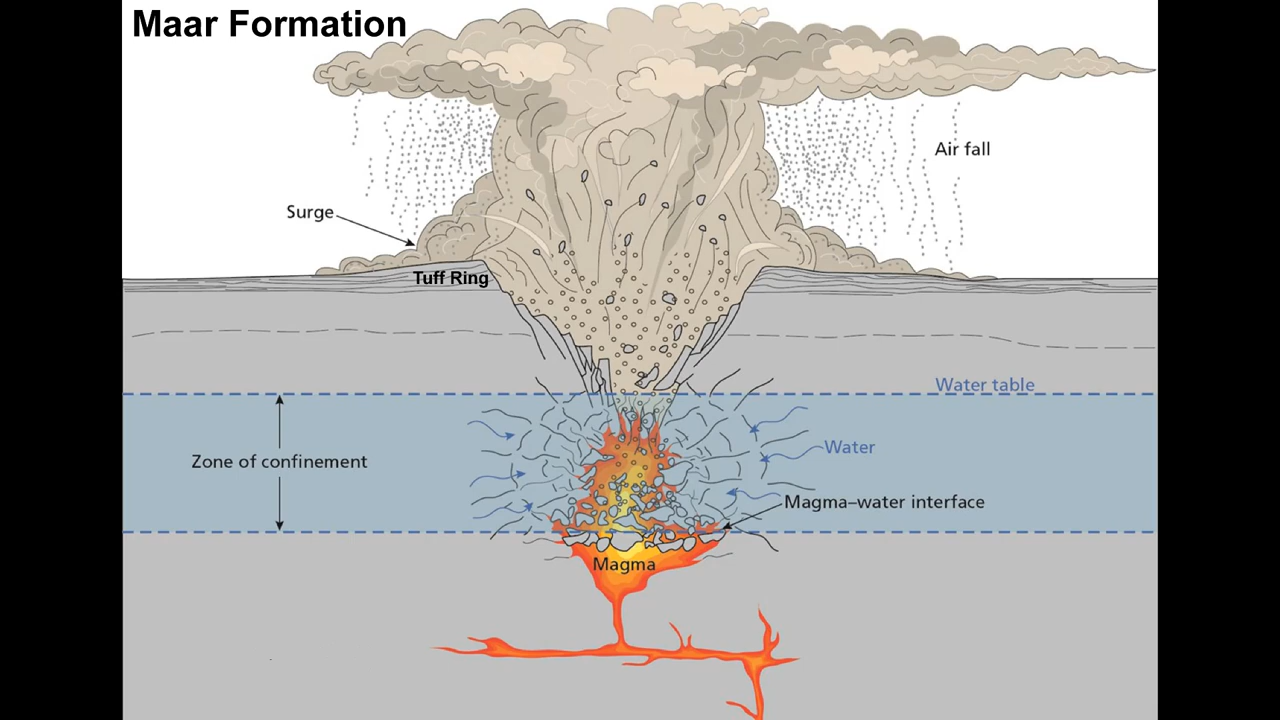 Maar Formation
Air fall
Surge
Tuff Ring
Water table
Water
Zone of confinement
Magma–water interface
Magma